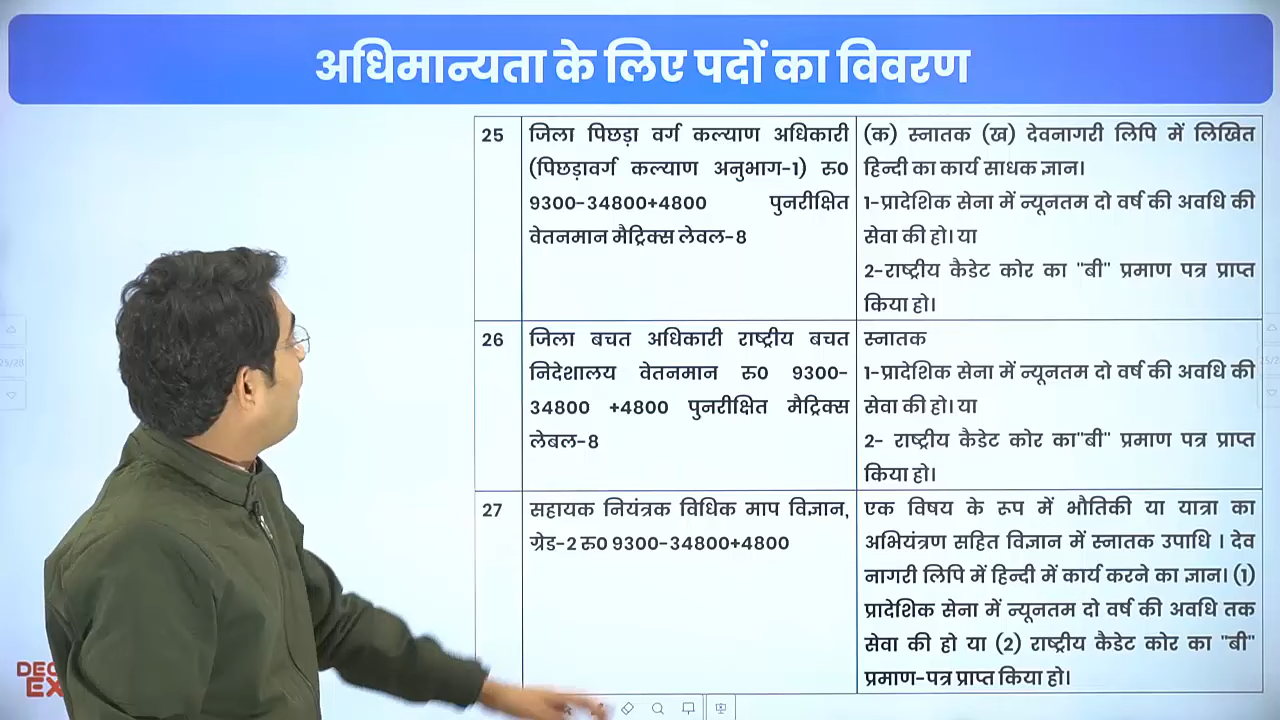 अधिमान्यता के लिए पदों का विवरण
25
जिला पिछड़ा वर्ग कल्याण अधिकारी
(पिछड़ावर्ग कल्याण अनुभाग-1) रु0
9300-34800+4800 पुनरीक्षित
वेतनमान मैट्रिक्स लेवल-8
(क) स्नातक (ख) देवनागरी लिपि में लिखित
हिन्दी का कार्य साधक ज्ञान।
1-प्रादेशिक सेना में न्यूनतम दो वर्ष की अवधि की
सेवा की हो। या
2-राष्ट्रीय कैडेट कोर का "बी" प्रमाण पत्र प्राप्त
किया हो।
26
जिला बचत अधिकारी राष्ट्रीय बचत
निदेशालय वेतनमान रु0 9300-
34800 +4800 पुनरीक्षित मैट्रिक्स
लेबल-8
स्नातक
1-प्रादेशिक सेना में न्यूनतम दो वर्ष की अवधि की
सेवा की हो। या
2- राष्ट्रीय कैडेट कोर का"बी" प्रमाण पत्र प्राप्त
किया हो।
27
सहायक नियंत्रक विधिक माप विज्ञान,
ग्रेड-2 रु0 9300-34800+4800
एक विषय के रूप में भौतिकी या यात्रा का
अभियंत्रण सहित विज्ञान में स्नातक उपाधि । देव
नागरी लिपि में हिन्दी में कार्य करने का ज्ञान। (1)
प्रादेशिक सेना में न्यूनतम दो वर्ष की अवधि तक
सेवा की हो या (2) राष्ट्रीय कैडेट कोर का "बी"
प्रमाण-पत्र प्राप्त किया हो।
25/28